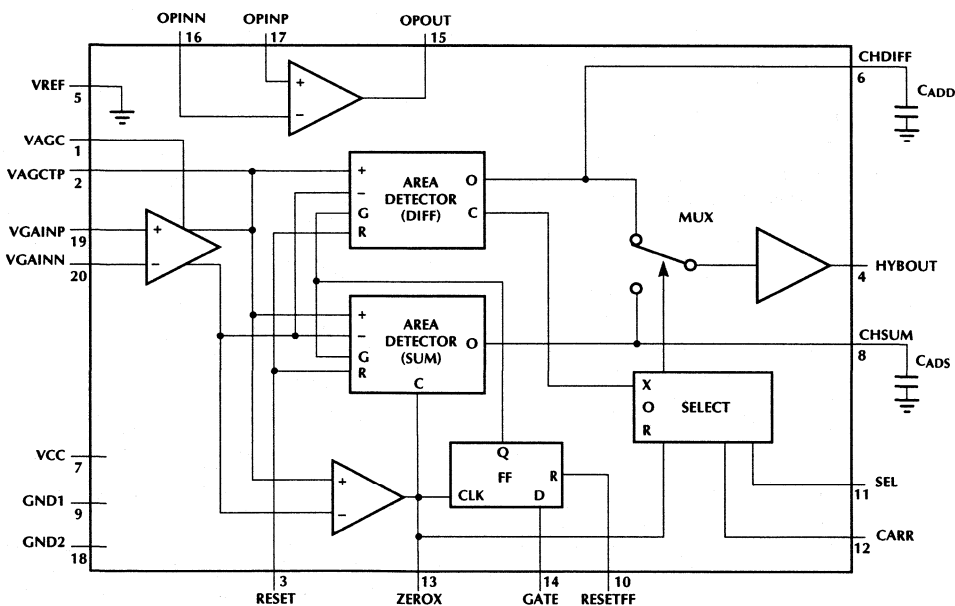 OPINN
16
OPINP
17
OPOUT
15
CHDIFF
6
CADD
VREF
5
+
−
VAGC
1
VAGCTP
2
VGAINP
19
VGAINN
20
+
−
+
−
G
R
AREA
DETECTOR
(DIFF)
O
C
MUX
HYBOUT
4
+
−
G
R
AREA
DETECTOR
(SUM)
O
C
CHSUM
8
CADS
X
O
R
SELECT
VCC
7
GND1
9
GND2
18
+
−
Q
FF
R
CLK
D
SEL
11
CARR
12
3
RESET
13
ZEROX
14
GATE
10
RESETFF